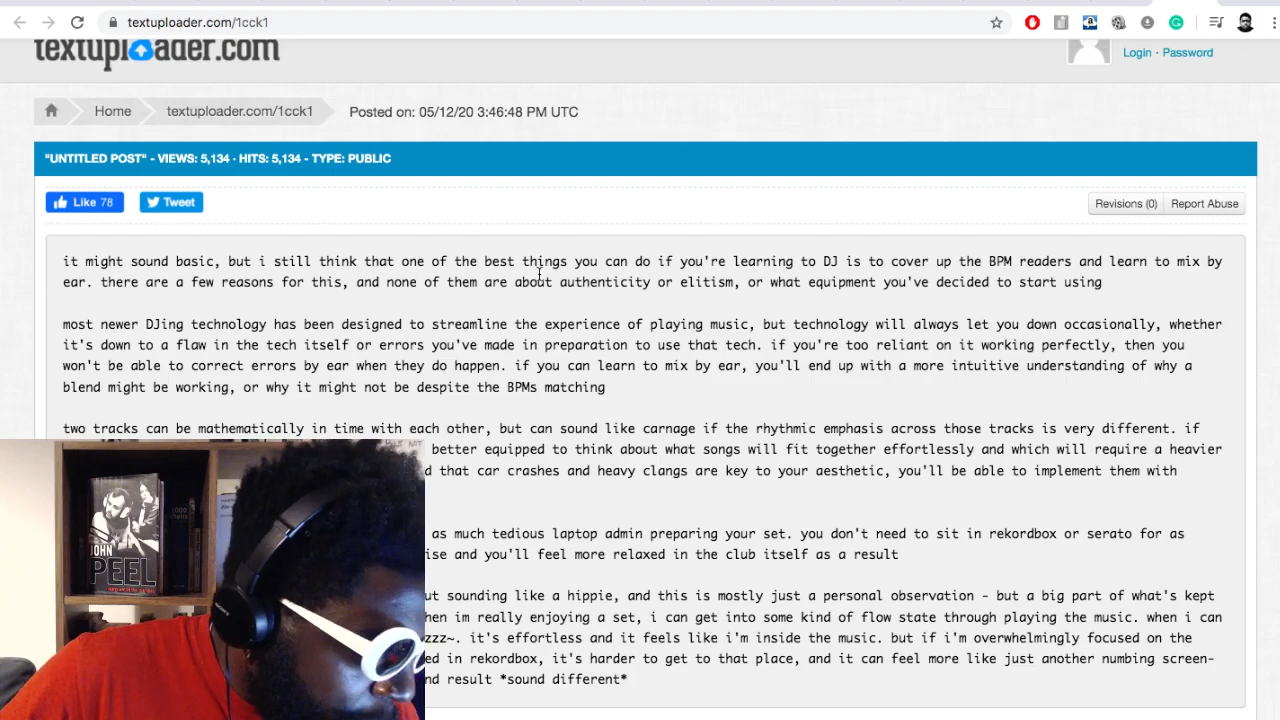 textuploader.com/1cck1
textuploader.com
Login · Password
Home
textuploader.com/1cck1
Posted on: 05/12/20 3:46:48 PM UTC
"UNTITLED POST" - VIEWS: 5,134 · HITS: 5,134 - TYPE: PUBLIC
Like 78
Tweet
Revisions (0)
Report Abuse
it might sound basic, but i still think that one of the best things you can do if you're learning to DJ is to cover up the BPM readers and learn to mix by
ear. there are a few reasons for this, and none of them are about authenticity or elitism, or what equipment you've decided to start using
most newer DJing technology has been designed to streamline the experience of playing music, but technology will always let you down occasionally, whether
it's down to a flaw in the tech itself or errors you've made in preparation to use that tech. if you're too reliant on it working perfectly, then you
won't be able to correct errors by ear when they do happen. if you can learn to mix by ear, you'll end up with a more intuitive understanding of why a
blend might be working, or why it might not be despite the BPMs matching
two tracks can be mathematically in time with each other, but can sound like carnage if the rhythmic emphasis across those tracks is very different. if
better equipped to think about what songs will fit together effortlessly and which will require a heavier
that car crashes and heavy clangs are key to your aesthetic, you'll be able to implement them with
as much tedious laptop admin preparing your set. you don't need to sit in rekordbox or serato for as
and you'll feel more relaxed in the club itself as a result
sounding like a hippie, and this is mostly just a personal observation - but a big part of what's kept
im really enjoying a set, i can get into some kind of flow state through playing the music. when i can
zzz~. it's effortless and it feels like i'm inside the music. but if i'm overwhelmingly focused on the
in rekordbox, it's harder to get to that place, and it can feel more like just another numbing screen-
result *sound different*
JOHN
PEEL
SONY